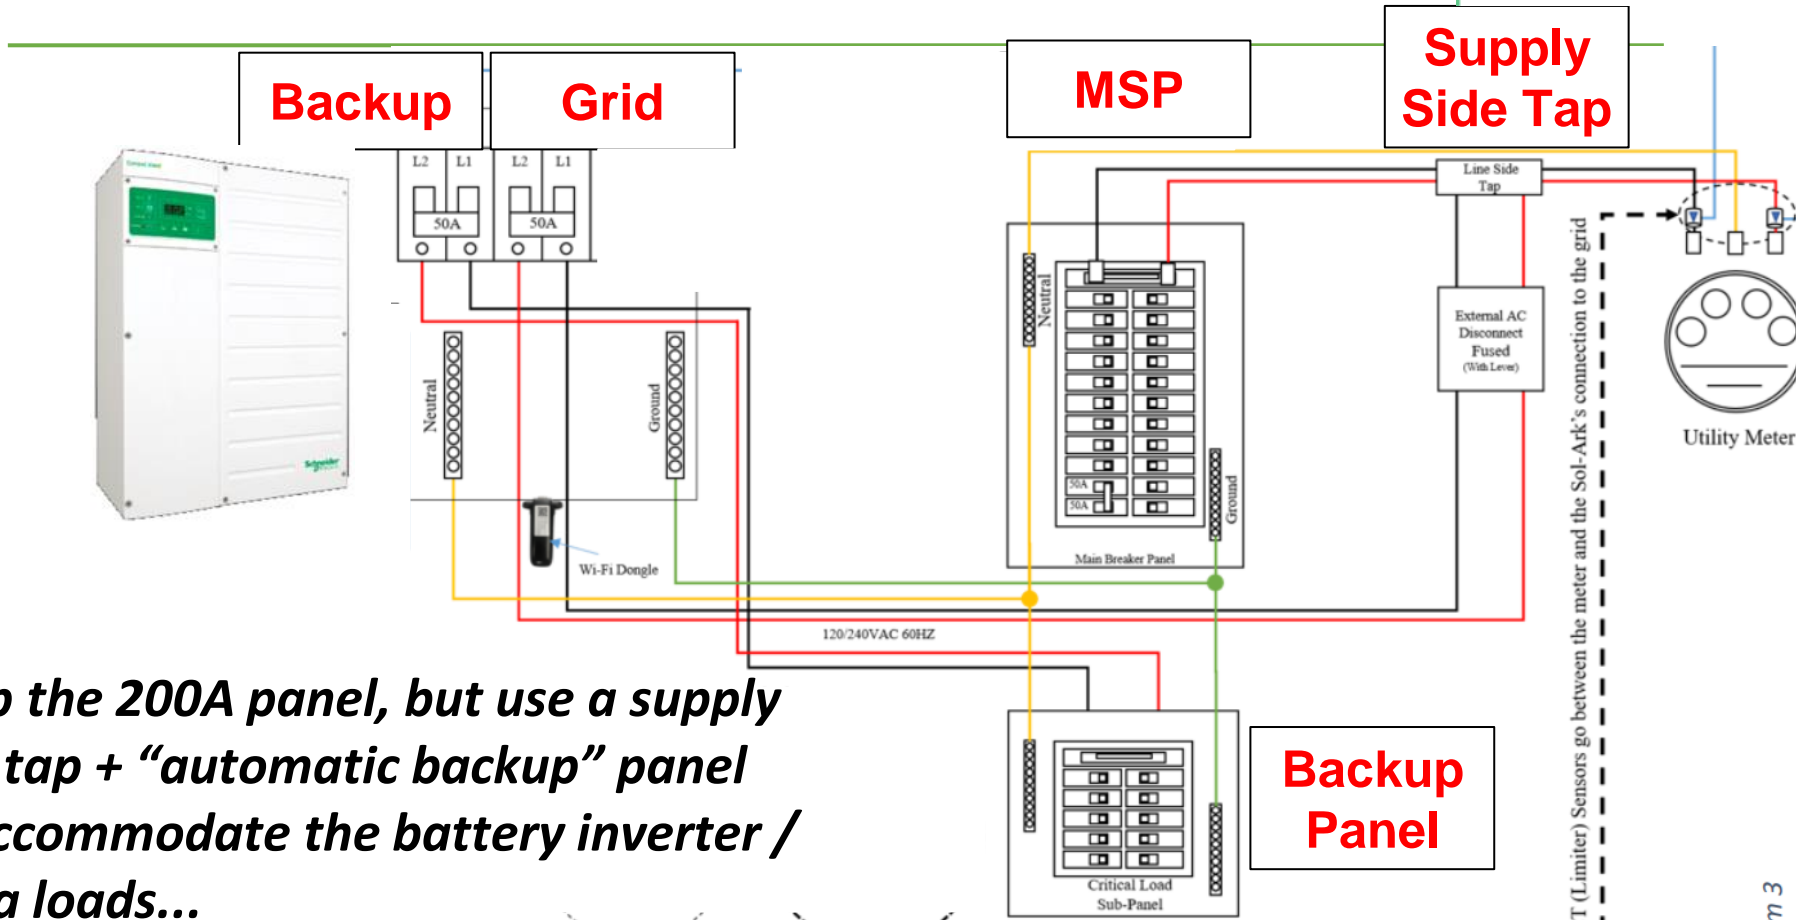 Backup
Grid
MSP
Supply
Side Tap
L2 L1 L2 L1
50A 50A
Neutral
Ground
Wi-Fi Dongle
Schneider
Neutral
50A
50A
Ground
Main Breaker Panel
Line Side
Tap
External AC
Disconnect
Fused
(With Lever)
Utility Meter
(Limiter) Sensors go between the meter and the Sol-Ark's connection to the grid
120/240VAC 60HZ
the 200A panel, but use a supply
tap + “automatic backup” panel
the battery inverter /
loads...
Critical Load
Sub-Panel
Backup
Panel
3